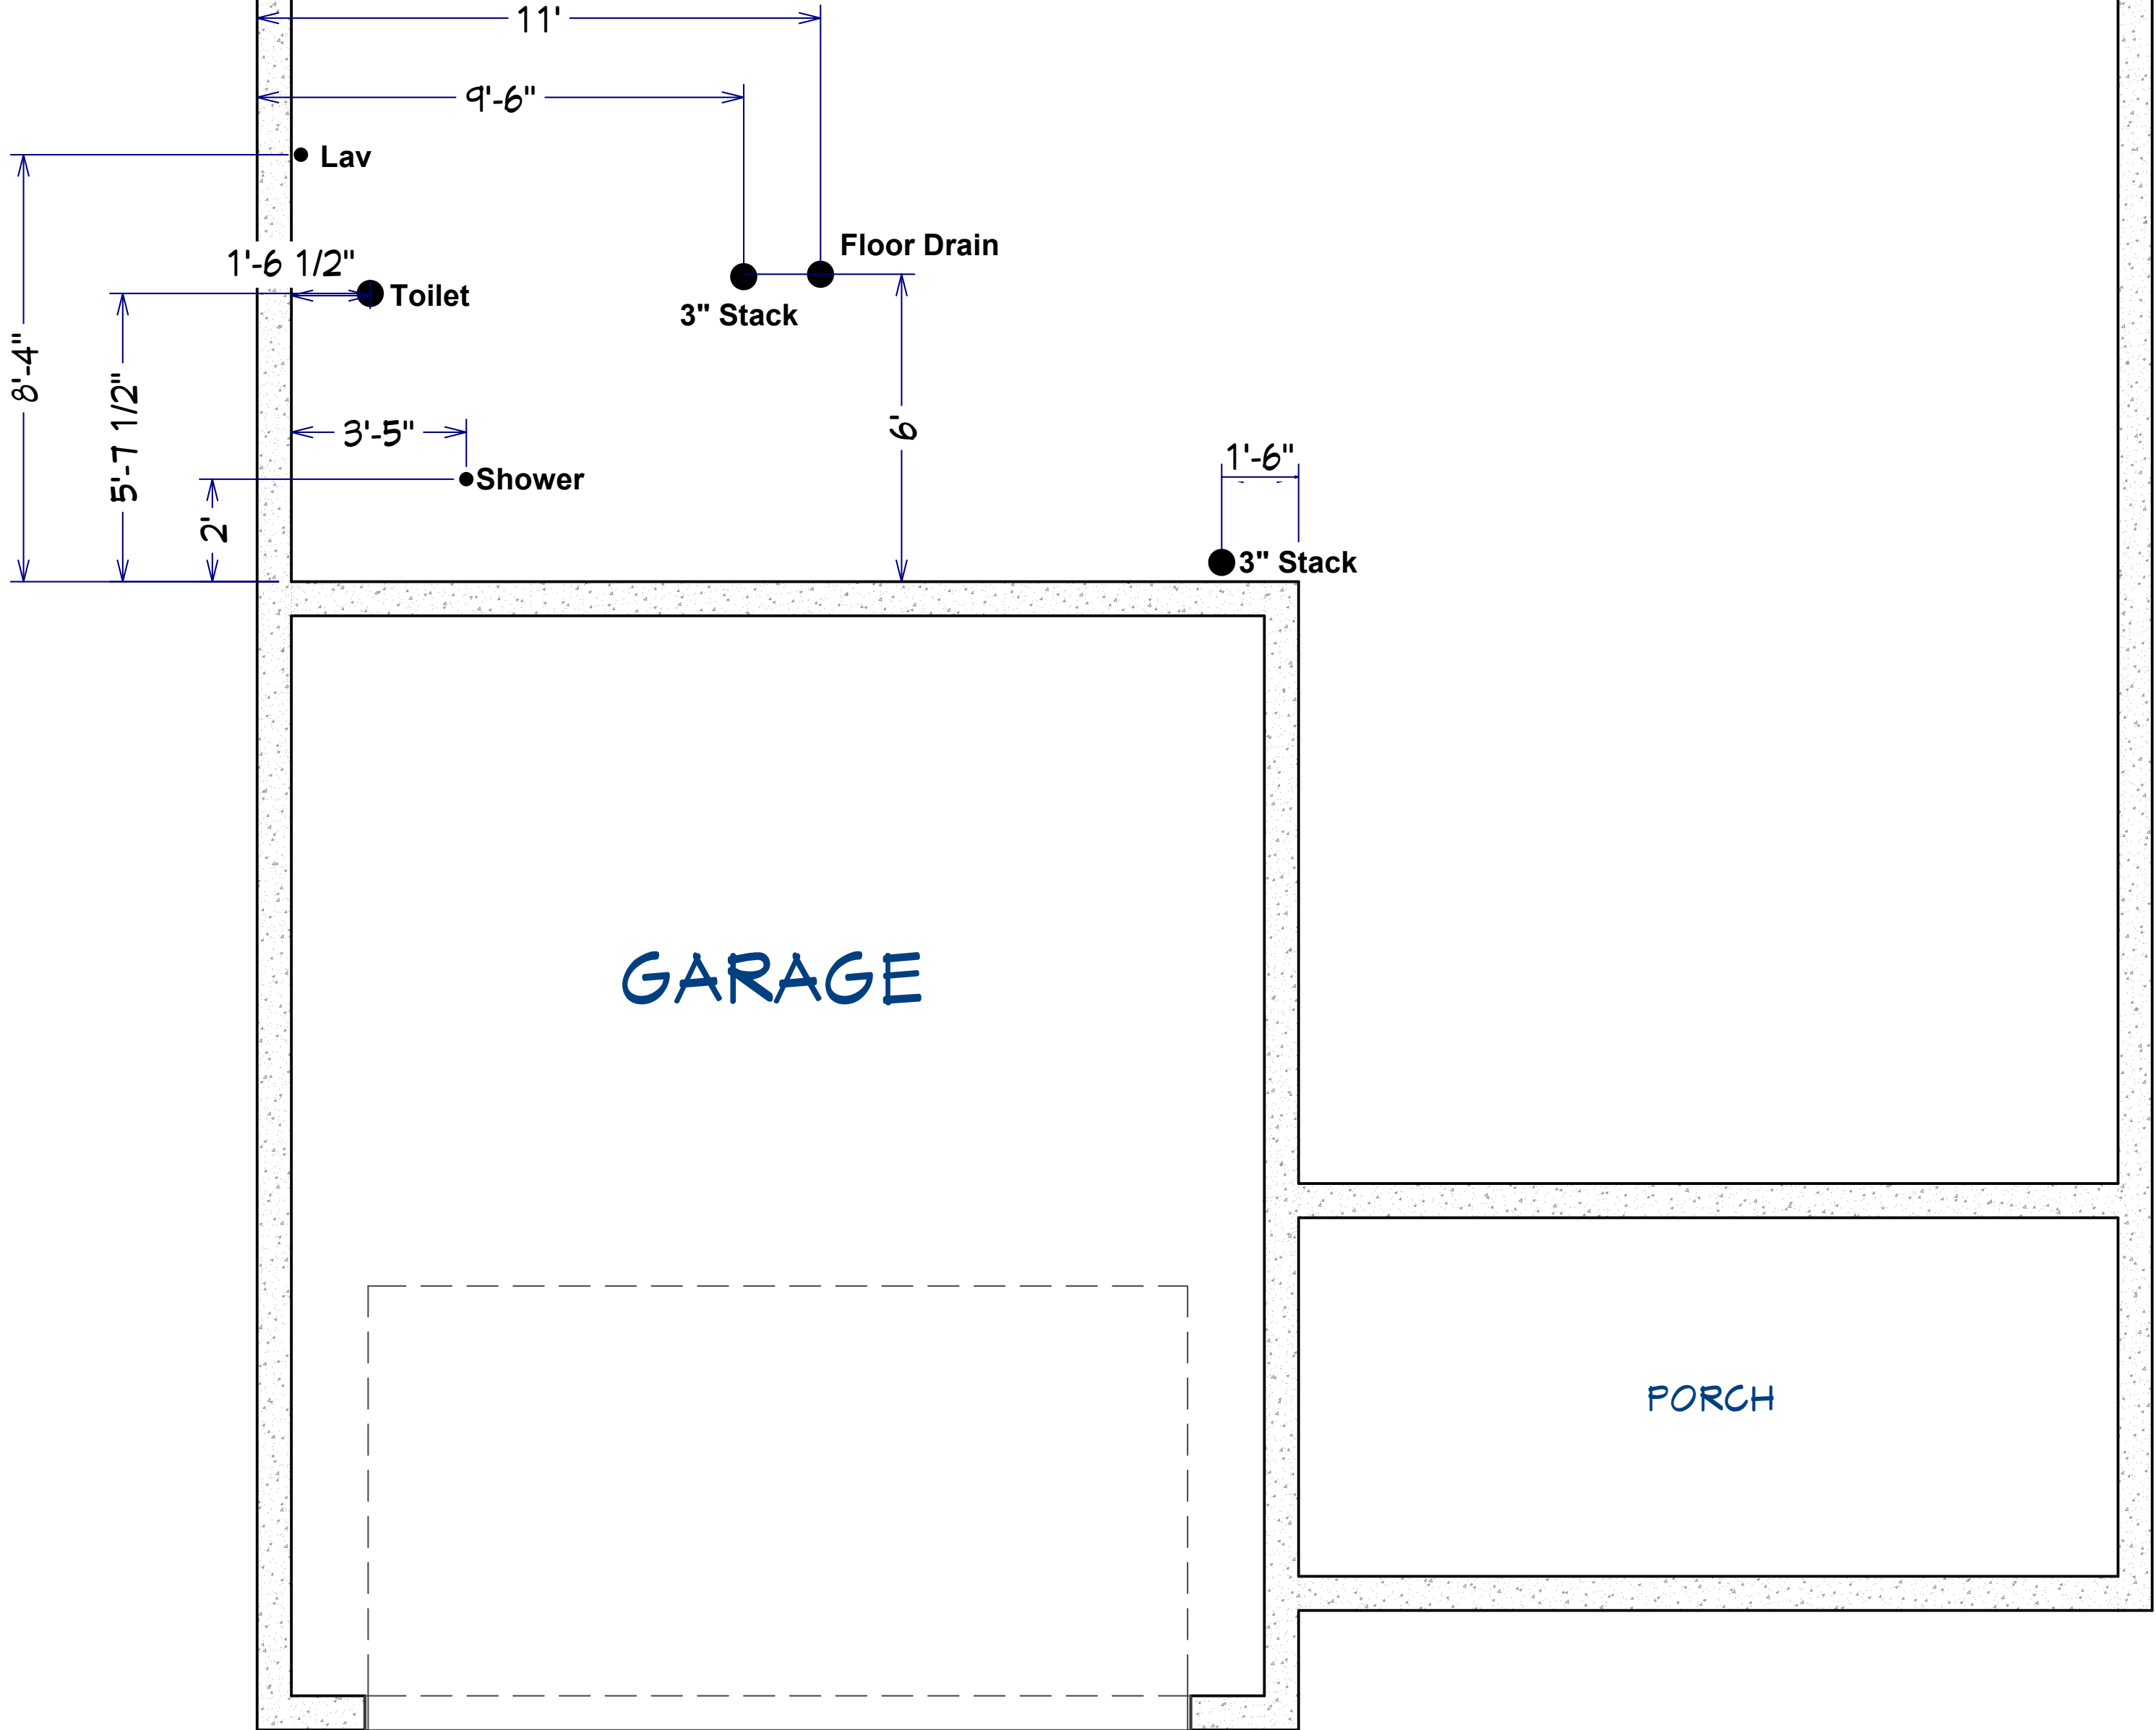 11'
9'-6"
Lav
Floor Drain
1'-6 1/2"
Toilet
3" Stack
8'-4"
5'-7 1/2"
3'-5"
6'
1'-6"
Shower
2'
3" Stack
GARAGE
PORCH